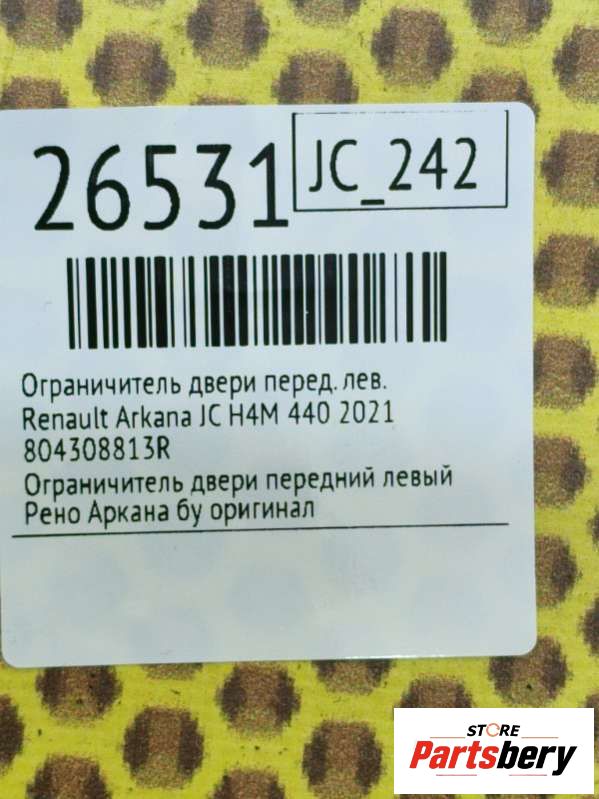 26531
JC_242
Ограничитель двери перед. лев.
Renault Arkana JC H4M 440 2021
804308813R
Ограничитель двери передний левый
Рено Аркана бу оригинал
STORE
Partsbery